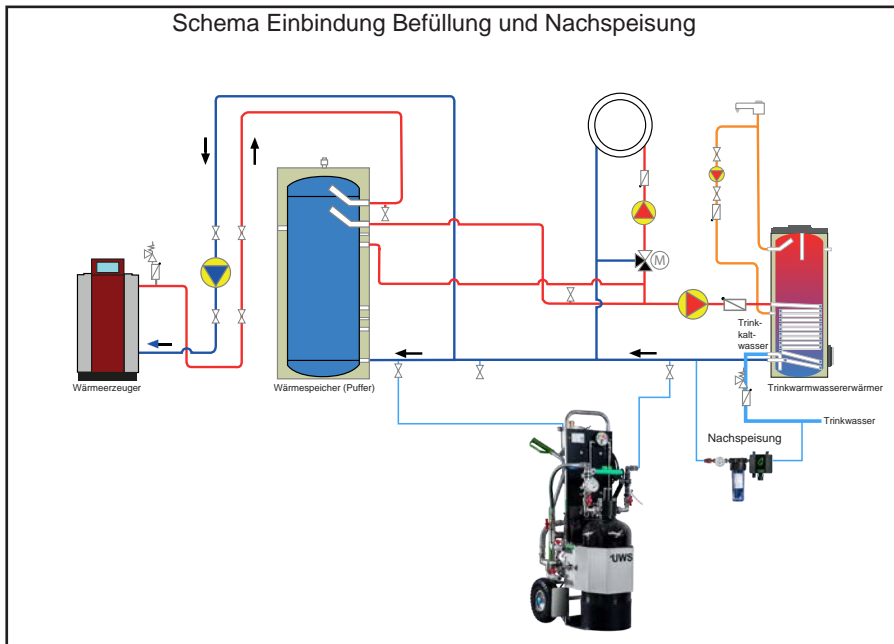 Schema Einbindung Befüllung und Nachspeisung
M
Trink-
kalt-
wasser
Wärmeerzeuger
Wärmespeicher (Puffer)
Trinkwarmwassererwärmer
Trinkwasser
Nachspeisung
UWS